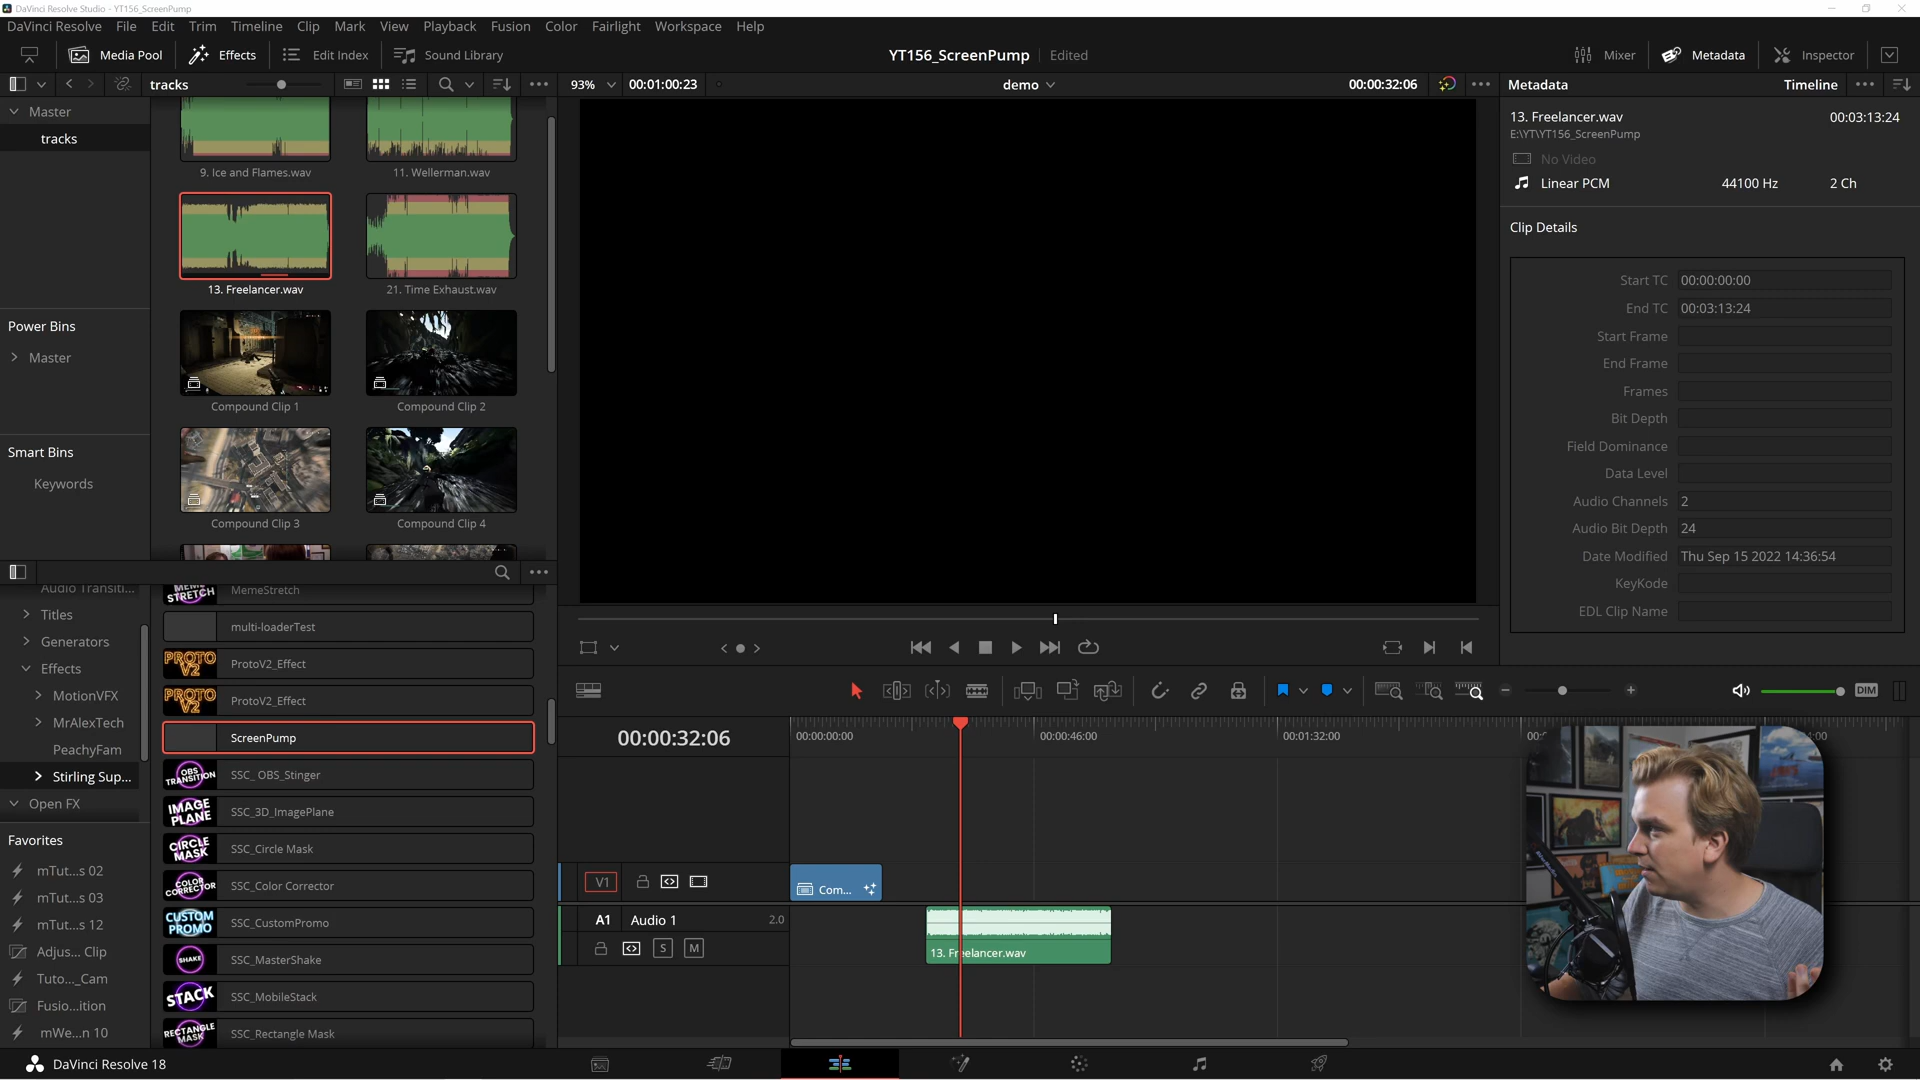 DaVinci Resolve Studio - YT156_ScreenPump
DaVinci Resolve File Edit Trim Timeline Clip Mark View Playback Fusion Color Fairlight Workspace Help
Media Pool Effects Edit Index Sound Library
YT156_ScreenPump Edited
Mixer Metadata Inspector
tracks
93% 00:01:00:23
demo
00:00:32:06
Metadata
Timeline
Master
tracks
Power Bins
Master
Smart Bins
Keywords
9. Ice and Flames.wav
11. Wellerman.wav
13. Freelancer.wav
21. Time Exhaust.wav
Compound Clip 1
Compound Clip 2
Compound Clip 3
Compound Clip 4
13. Freelancer.wav 00:03:13:24
E:\YT\YT156_ScreenPump
No Video
Linear PCM 44100 Hz 2 Ch
Clip Details
Start TC 00:00:00:00
End TC 00:03:13:24
Start Frame
End Frame
Frames
Bit Depth
Field Dominance
Data Level
Audio Channels 2
Audio Bit Depth 24
Date Modified Thu Sep 15 2022 14:36:54
KeyKode
EDL Clip Name
Audio Transiti...
Titles
Generators
Effects
MotionVFX
MrAlexTech
PeachyFam
Stirling Sup...
Open FX
Favorites
mTut...s 02
mTut...s 03
mTut...s 12
Adjus... Clip
Tuto..._Cam
Fusio...ition
mWe...n 10
MEME STRETCH MemeStretch
multi-loaderTest
PROTO V2 ProtoV2_Effect
PROTO V2 ProtoV2_Effect
ScreenPump
OBS TRANSITION SSC_ OBS_Stinger
IMAGE PLANE SSC_3D_ImagePlane
CIRCLE MASK SSC_Circle Mask
COLOR CORRECTOR SSC_Color Corrector
CUSTOM PROMO SSC_CustomPromo
SHAKE SSC_MasterShake
STACK SSC_MobileStack
RECTANGLE MASK SSC_Rectangle Mask
DIM
00:00:32:06
00:00:00:00 00:00:46:00 00:01:32:00
V1
Com...
A1 Audio 1 2.0
S M
13. Freelancer.wav
DaVinci Resolve 18